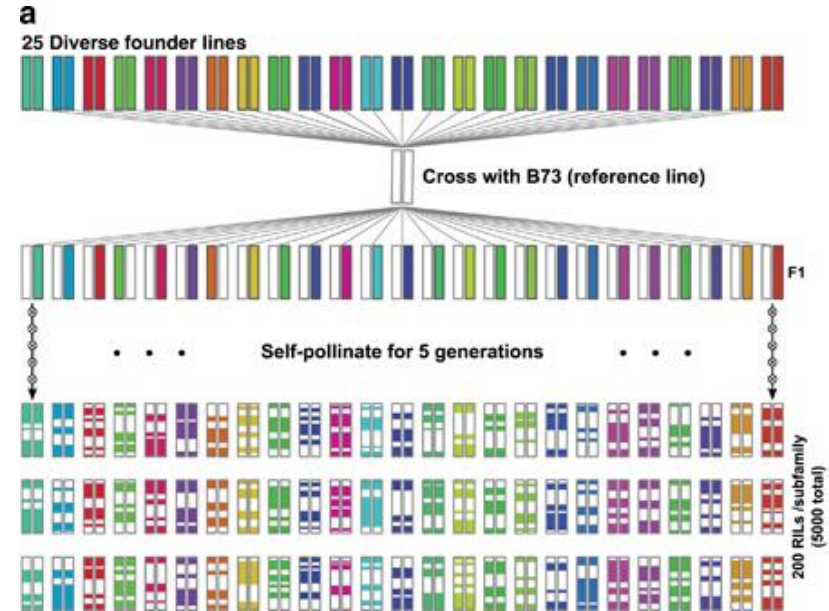 a
25 Diverse founder lines
Cross with B73 (reference line)
F1
Self-pollinate for 5 generations
200 RILs /subfamily
(5000 total)